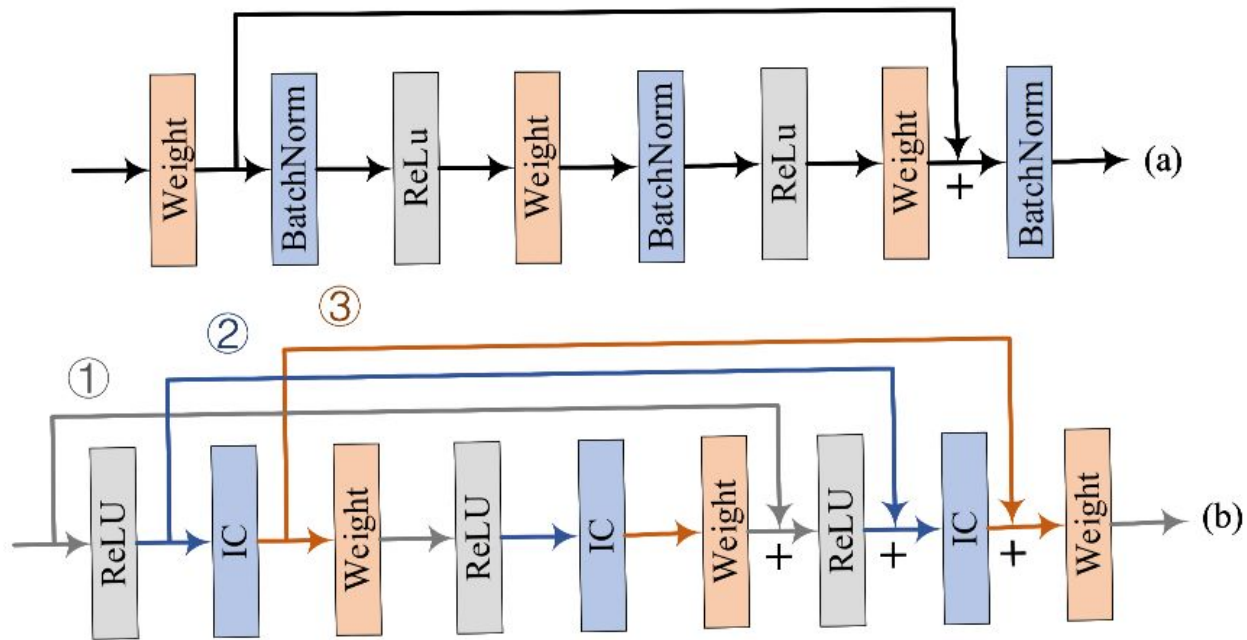 Weight
BatchNorm
ReLu
Weight
BatchNorm
ReLu
Weight
+
BatchNorm
(a)
①
②
③
ReLU
IC
Weight
ReLU
IC
Weight
+
ReLU
+
IC
+
Weight
(b)